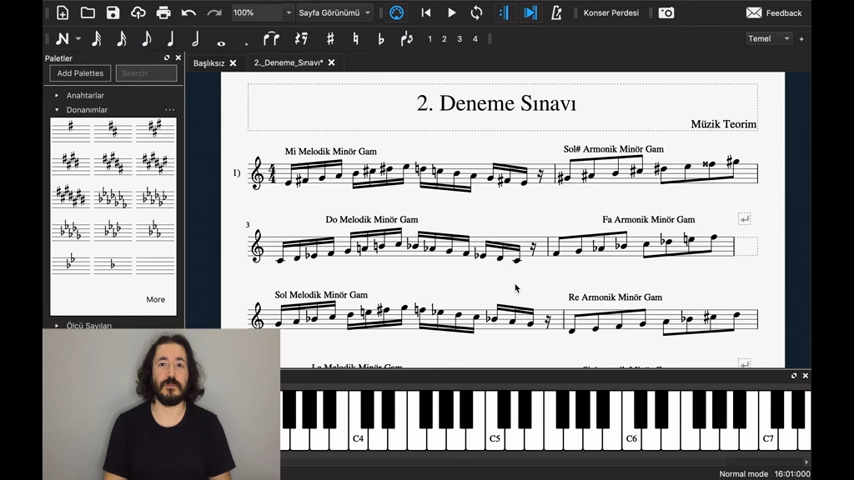 100%
Sayfa Görünümü
Konser Perdesi
Feedback
1 2 3 4
Temel
Paletler
Add Palettes
Search
Anahtarlar
Donanımlar
More
Ölçü Sayıları
Başlıksız
2._Deneme_Sınavı*
2. Deneme Sınavı
Müzik Teorim
Mi Melodik Minör Gam
Sol# Armonik Minör Gam
1)
3
Do Melodik Minör Gam
Fa Armonik Minör Gam
Sol Melodik Minör Gam
Re Armonik Minör Gam
C4
C5
C6
C7
Normal mode 16:01:000